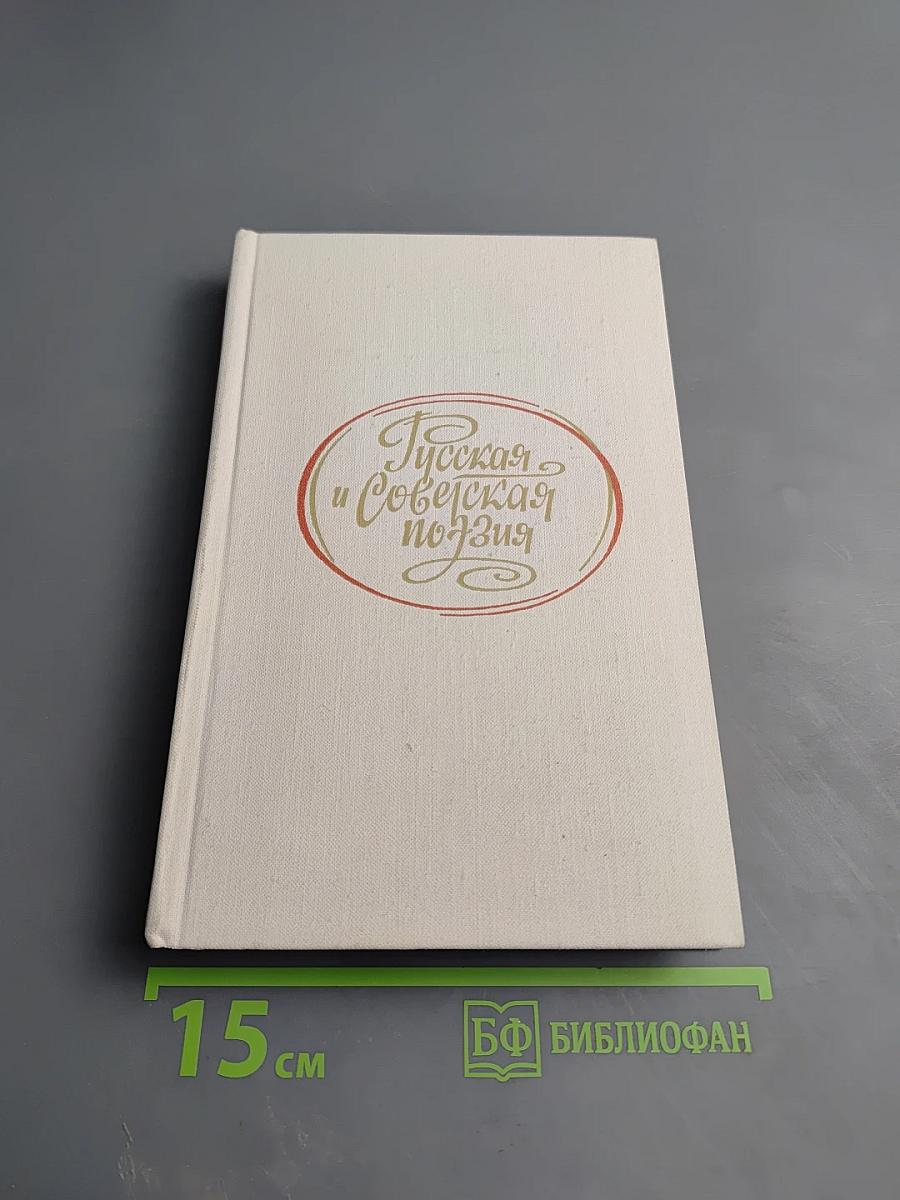 Русская
и Советская
поэзия
15 см
БФ БИБЛИОФАН